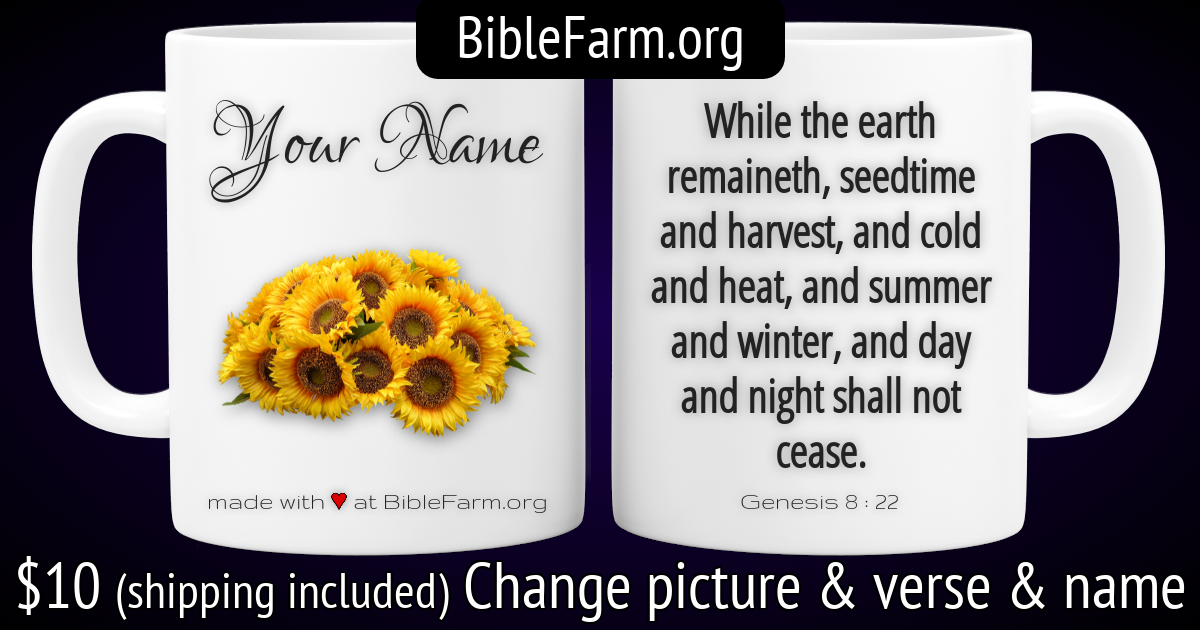 BibleFarm.org
Your Name
made with ♥ at BibleFarm.org
While the earth
remaineth, seedtime
and harvest, and cold
and heat, and summer
and winter, and day
and night shall not
cease.
Genesis 8 : 22
$10 (shipping included) Change picture & verse & name